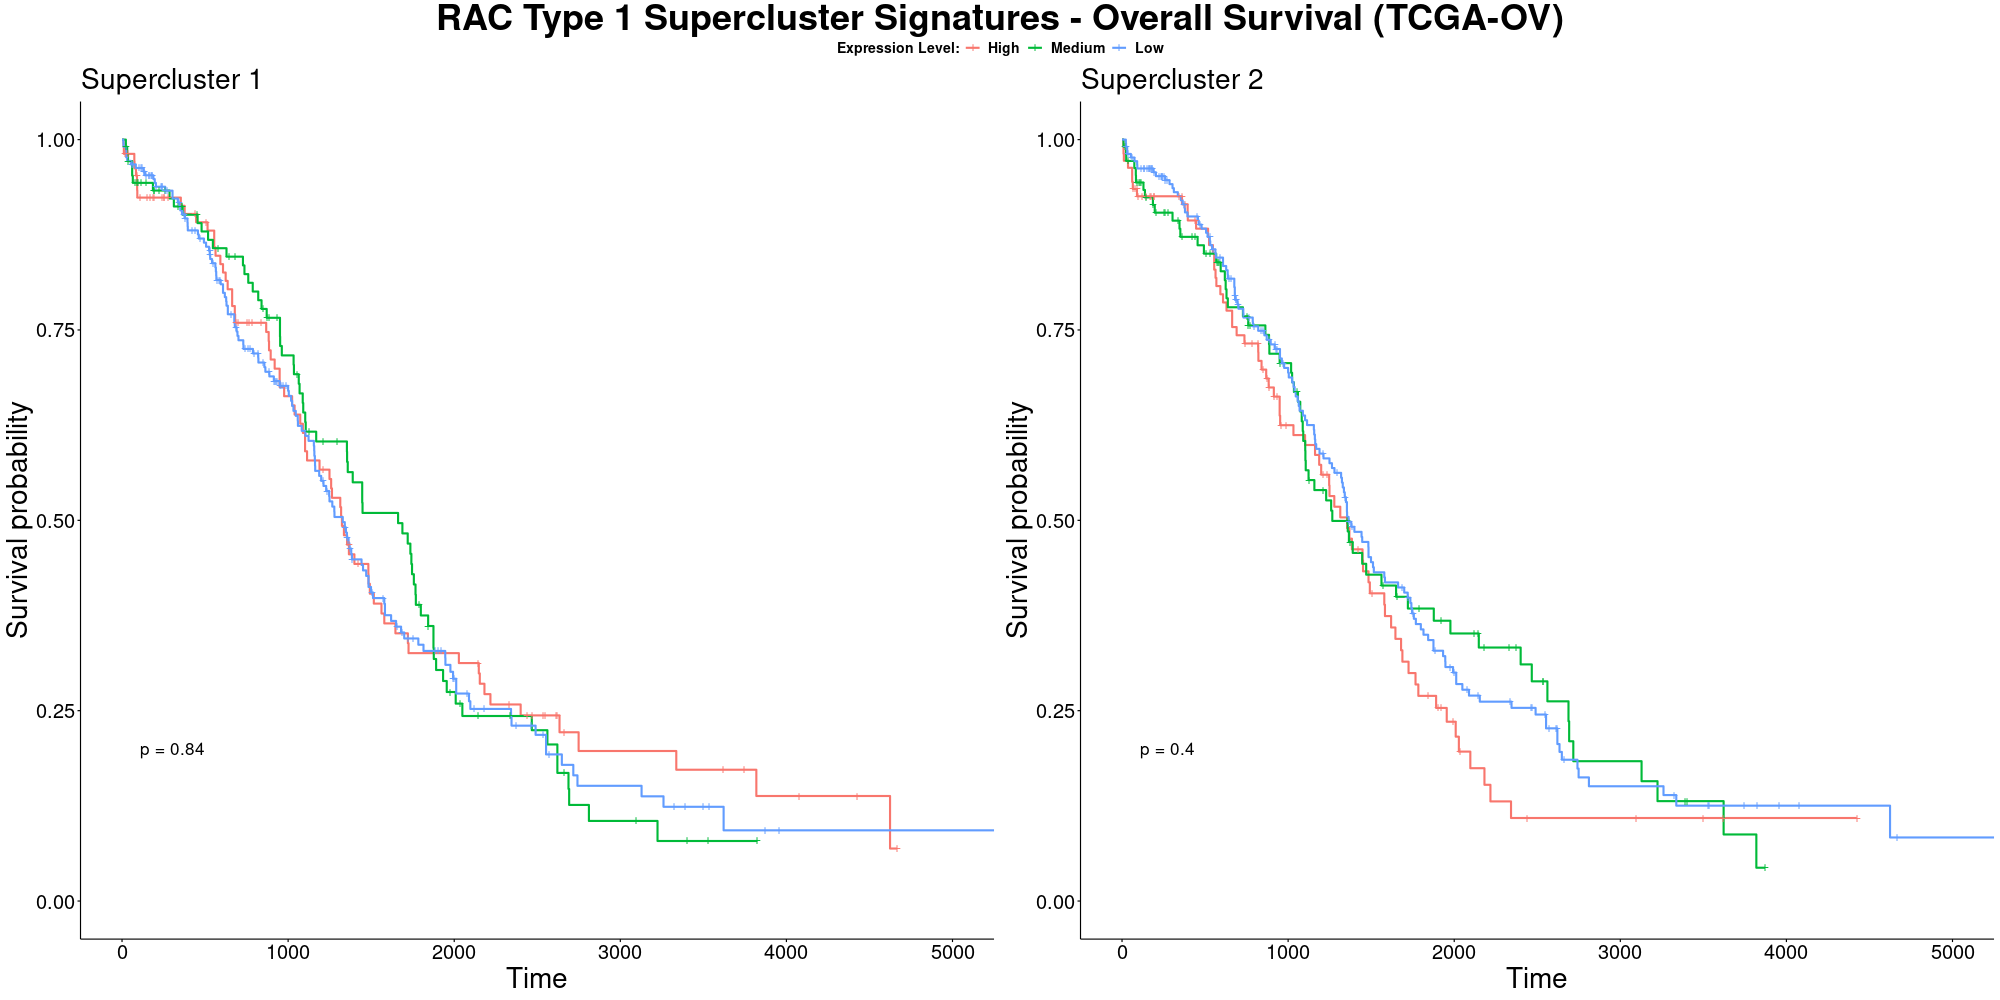 RAC Type 1 Supercluster Signatures - Overall Survival (TCGA-OV)
Expression Level: High Medium Low
Supercluster 1
Survival probability
1.00
0.75
0.50
0.25
0.00
p = 0.84
0 1000 2000 3000 4000 5000
Time
Supercluster 2
Survival probability
1.00
0.75
0.50
0.25
0.00
p = 0.4
0 1000 2000 3000 4000 5000
Time